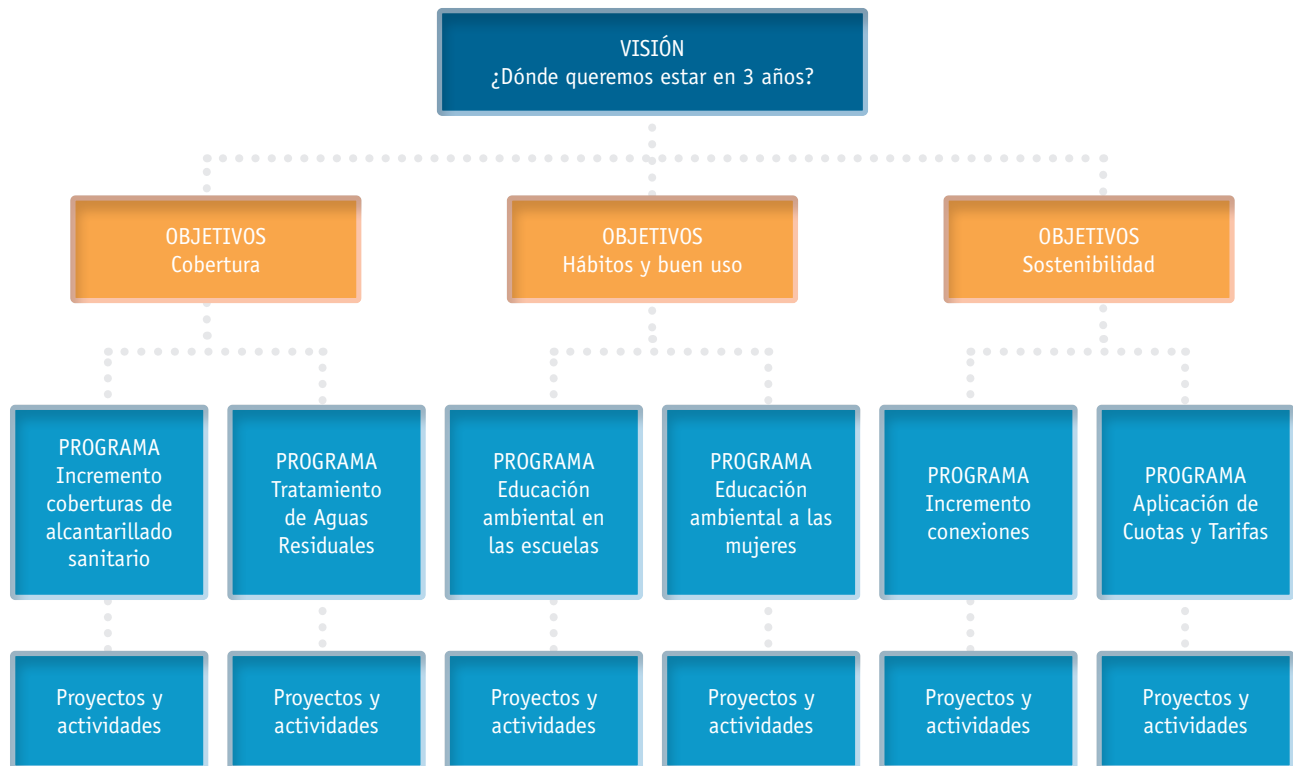 VISIÓN
¿Dónde queremos estar en 3 años?
OBJETIVOS
Cobertura
OBJETIVOS
Hábitos y buen uso
OBJETIVOS
Sostenibilidad
PROGRAMA
Incremento
coberturas de
alcantarillado
sanitario
PROGRAMA
Tratamiento
de Aguas
Residuales
PROGRAMA
Educación
ambiental en
las escuelas
PROGRAMA
Educación
ambiental a las
mujeres
PROGRAMA
Incremento
conexiones
PROGRAMA
Aplicación de
Cuotas y Tarifas
Proyectos y
actividades
Proyectos y
actividades
Proyectos y
actividades
Proyectos y
actividades
Proyectos y
actividades
Proyectos y
actividades